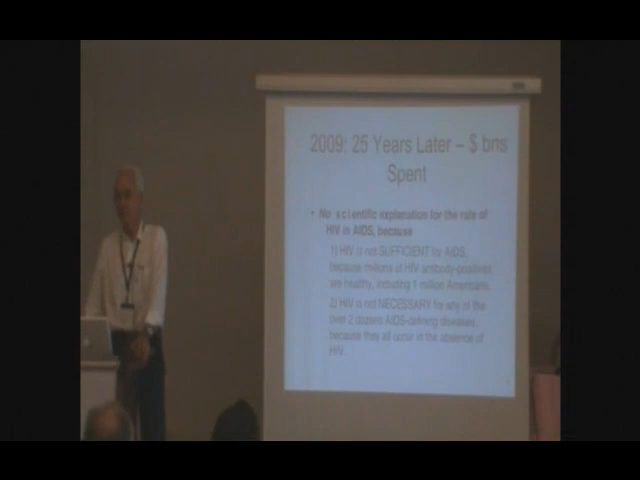 2009: 25 Years Later – $ bns
Spent
• No scientific explanation for the role of
HIV in AIDS, because
1) HIV is not SUFFICIENT for AIDS,
because millions of HIV antibody-positives
are healthy, including 1 million Americans.
2) HIV is not NECESSARY for any of the
over 2 dozens AIDS-defining diseases,
because they all occur in the absence of
HIV.